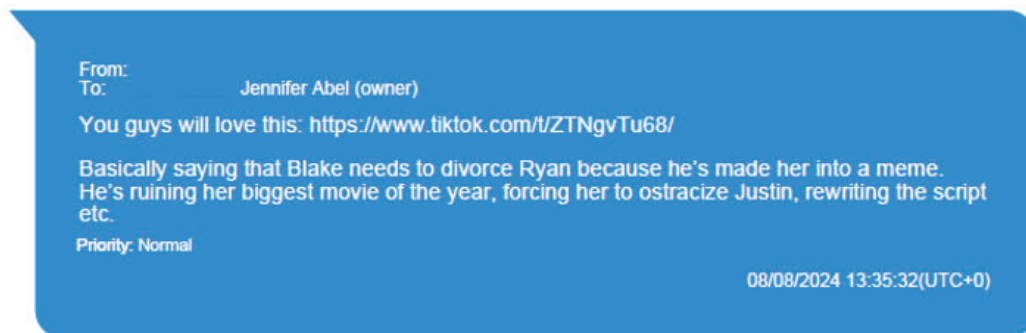 From:
To: Jennifer Abel (owner)
You guys will love this: https://www.tiktok.com/t/ZTNgvTu68/
Basically saying that Blake needs to divorce Ryan because he's made her into a meme.
He's ruining her biggest movie of the year, forcing her to ostracize Justin, rewriting the script
etc.
Priority: Normal
08/08/2024 13:35:32(UTC+0)